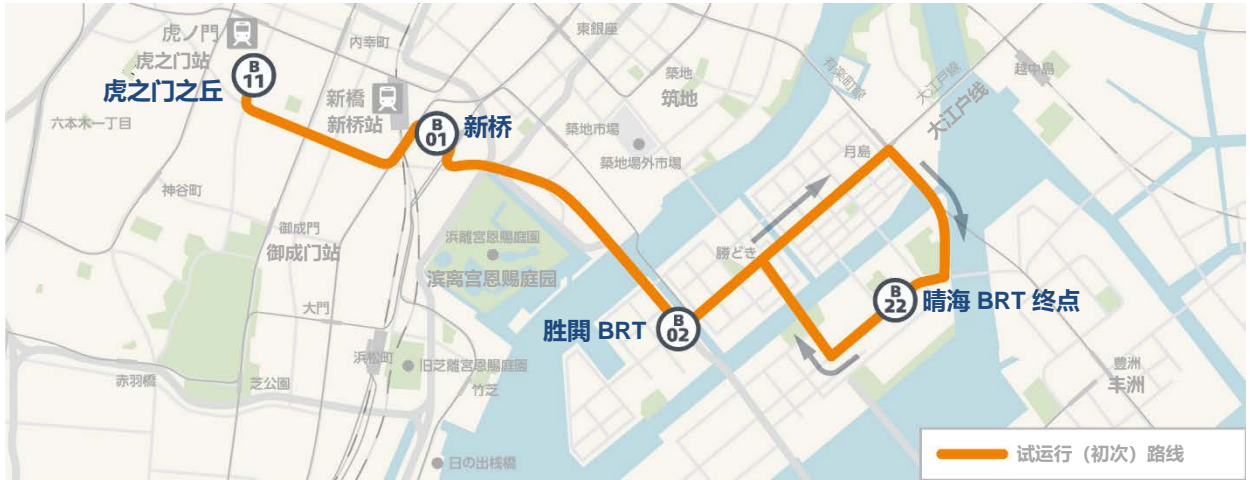 虎ノ門
虎之门站
B
11
虎之门之丘
六本木一丁目
神谷町
内幸町
新橋
新桥站
B
01
新桥
御成門
御成门站
大門
浜松町
赤羽橋
芝公園
旧芝離宮恩賜庭園
竹芝
日の出桟橋
浜離宮恩賜庭園
滨离宫恩赐庭园
東銀座
築地
筑地
築地市場
築地場外市場
有楽町線
大江戸線
大江户线
越中島
月島
勝どき
胜閧 BRT
B
02
B
22
晴海 BRT 终点
豊洲
丰洲
试运行（初次）路线